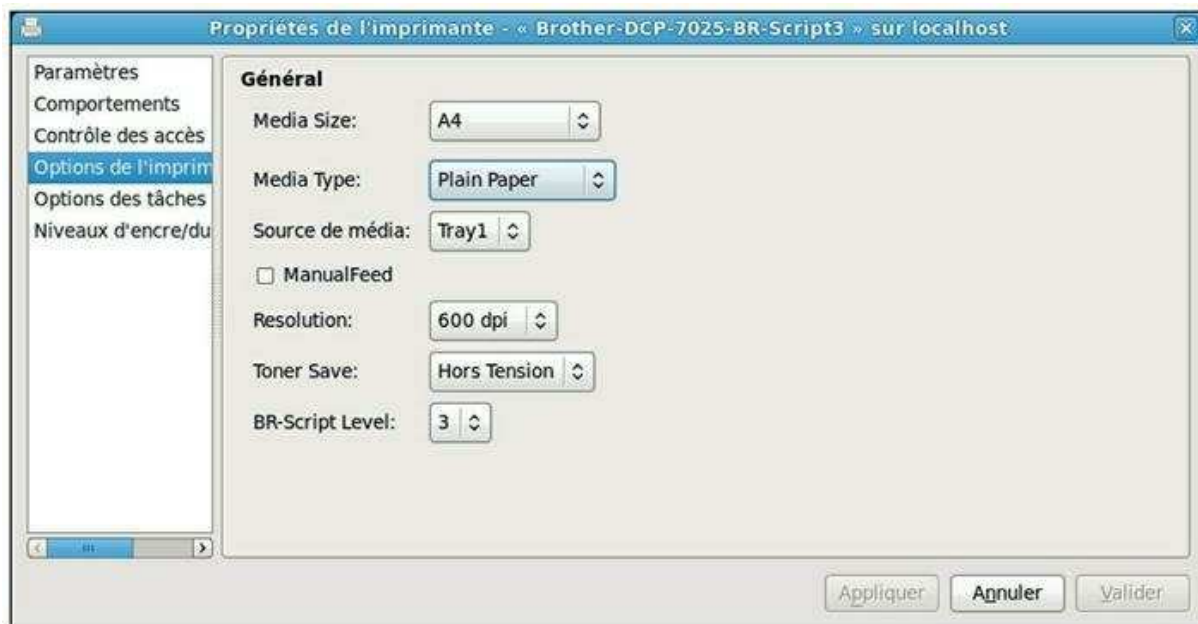 Propriétés de l'imprimante - « Brother-DCP-7025-BR-Script3 » sur localhost
Paramètres
Comportements
Contrôle des accès
Options de l'imprim
Options des tâches
Niveaux d'encre/du
Général
Media Size: A4
Media Type: Plain Paper
Source de média: Tray1
ManualFeed
Resolution: 600 dpi
Toner Save: Hors Tension
BR-Script Level: 3
Appliquer Annuler Valider